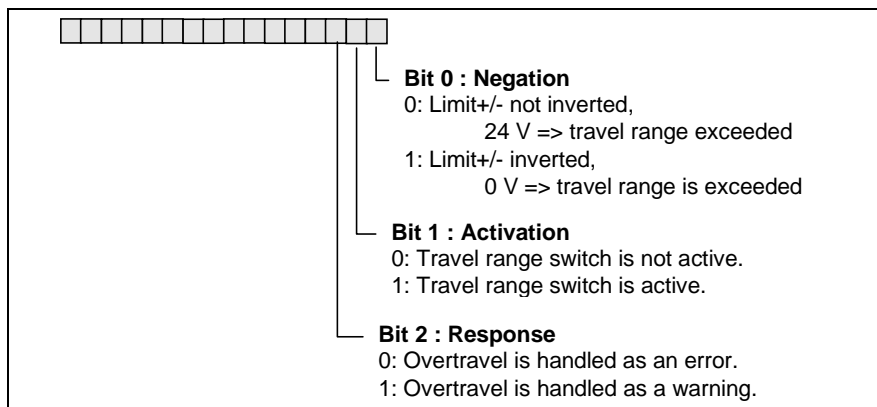 Bit 0 : Negation
0: Limit+/- not inverted,
24 V => travel range exceeded
1: Limit+/- inverted,
0 V => travel range is exceeded
Bit 1 : Activation
0: Travel range switch is not active.
1: Travel range switch is active.
Bit 2 : Response
0: Overtravel is handled as an error.
1: Overtravel is handled as a warning.